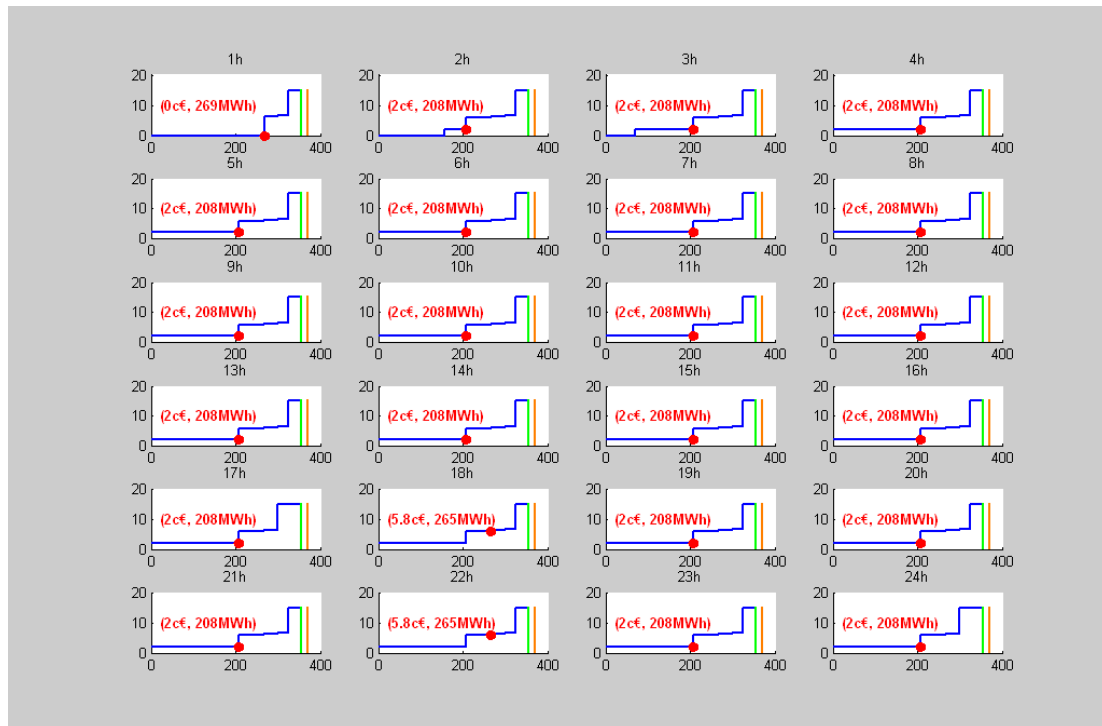 1h 2h 3h 4h
20 20 20 20
10 (0c€, 269MWh) 10 (2c€, 208MWh) 10 (2c€, 208MWh) 10 (2c€, 208MWh)
0 0 0 0
0 200 400 0 200 400 0 200 400 0 200 400
5h 6h 7h 8h
20 20 20 20
10 (2c€, 208MWh) 10 (2c€, 208MWh) 10 (2c€, 208MWh) 10 (2c€, 208MWh)
0 0 0 0
0 200 400 0 200 400 0 200 400 0 200 400
9h 10h 11h 12h
20 20 20 20
10 (2c€, 208MWh) 10 (2c€, 208MWh) 10 (2c€, 208MWh) 10 (2c€, 208MWh)
0 0 0 0
0 200 400 0 200 400 0 200 400 0 200 400
13h 14h 15h 16h
20 20 20 20
10 (2c€, 208MWh) 10 (2c€, 208MWh) 10 (2c€, 208MWh) 10 (2c€, 208MWh)
0 0 0 0
0 200 400 0 200 400 0 200 400 0 200 400
17h 18h 19h 20h
20 20 20 20
10 (2c€, 208MWh) 10 (5.8c€, 265MWh) 10 (2c€, 208MWh) 10 (2c€, 208MWh)
0 0 0 0
0 200 400 0 200 400 0 200 400 0 200 400
21h 22h 23h 24h
20 20 20 20
10 (2c€, 208MWh) 10 (5.8c€, 265MWh) 10 (2c€, 208MWh) 10 (2c€, 208MWh)
0 0 0 0
0 200 400 0 200 400 0 200 400 0 200 400